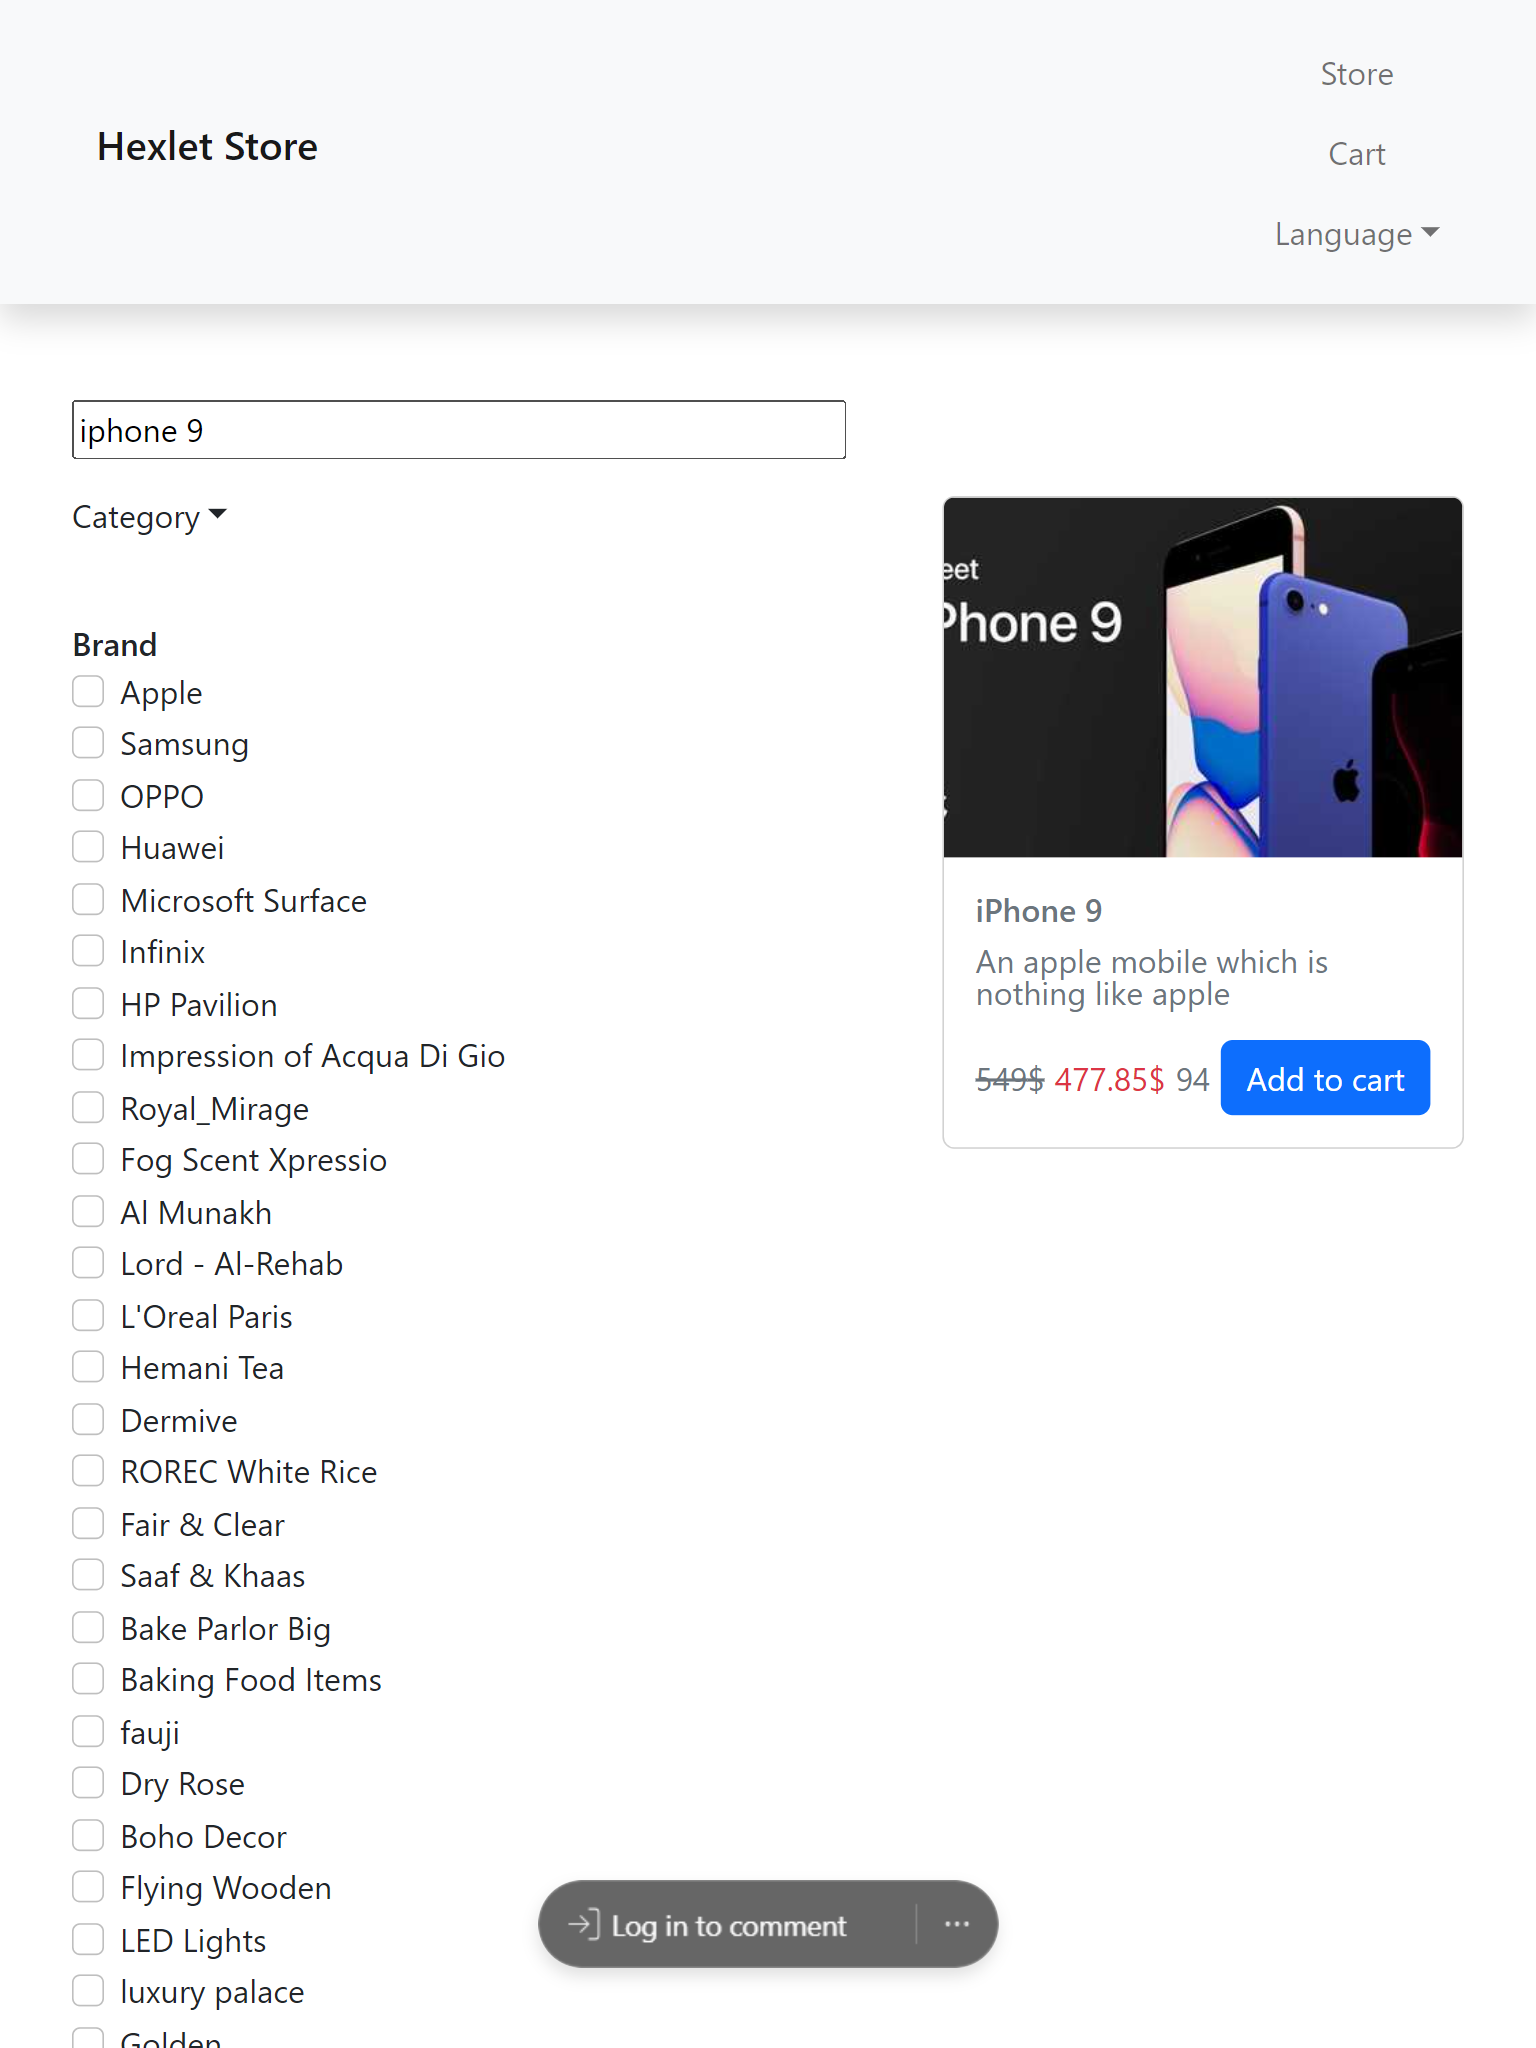 Hexlet Store
Store
Cart
Language
iphone 9
Category
Brand
Apple
Samsung
OPPO
Huawei
Microsoft Surface
Infinix
HP Pavilion
Impression of Acqua Di Gio
Royal_Mirage
Fog Scent Xpressio
Al Munakh
Lord - Al-Rehab
L'Oreal Paris
Hemani Tea
Dermive
ROREC White Rice
Fair & Clear
Saaf & Khaas
Bake Parlor Big
Baking Food Items
fauji
Dry Rose
Boho Decor
Flying Wooden
LED Lights
luxury palace
Golden
eet
Phone 9
iPhone 9
An apple mobile which is
nothing like apple
549$ 477.85$ 94 Add to cart
Log in to comment